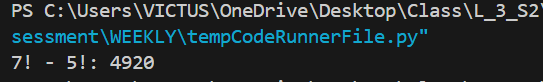 PS C:\Users\VICTUS\OneDrive\Desktop\Class\L_3_S2\
sessment\WEEKLY\tempCodeRunnerFile.py"
7! - 5!: 4920